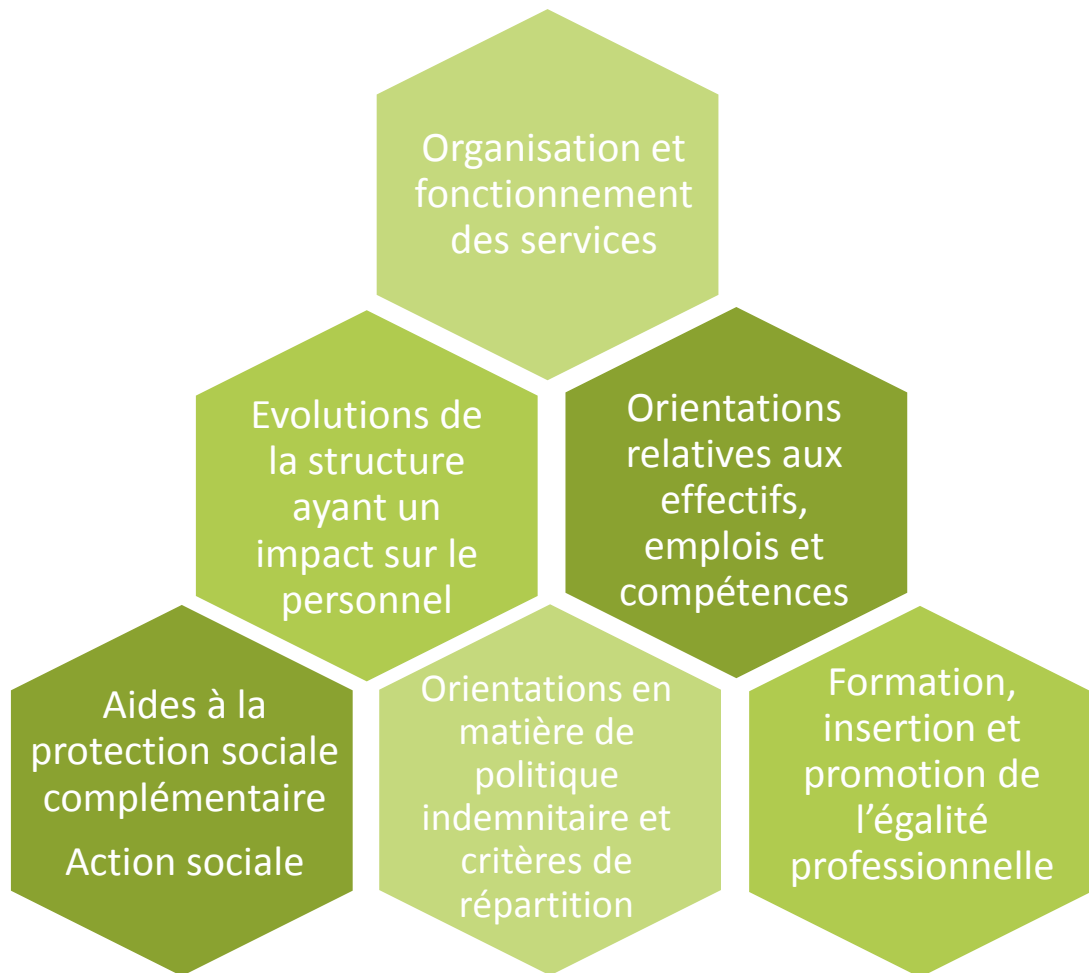 Organisation et
fonctionnement
des services
Evolutions de
la structure
ayant un
impact sur le
personnel
Orientations
relatives aux
effectifs,
emplois et
compétences
Aides à la
protection sociale
complémentaire
Action sociale
Orientations en
matière de
politique
indemnitaire et
critères de
répartition
Formation,
insertion et
promotion de
l’égalité
professionnelle